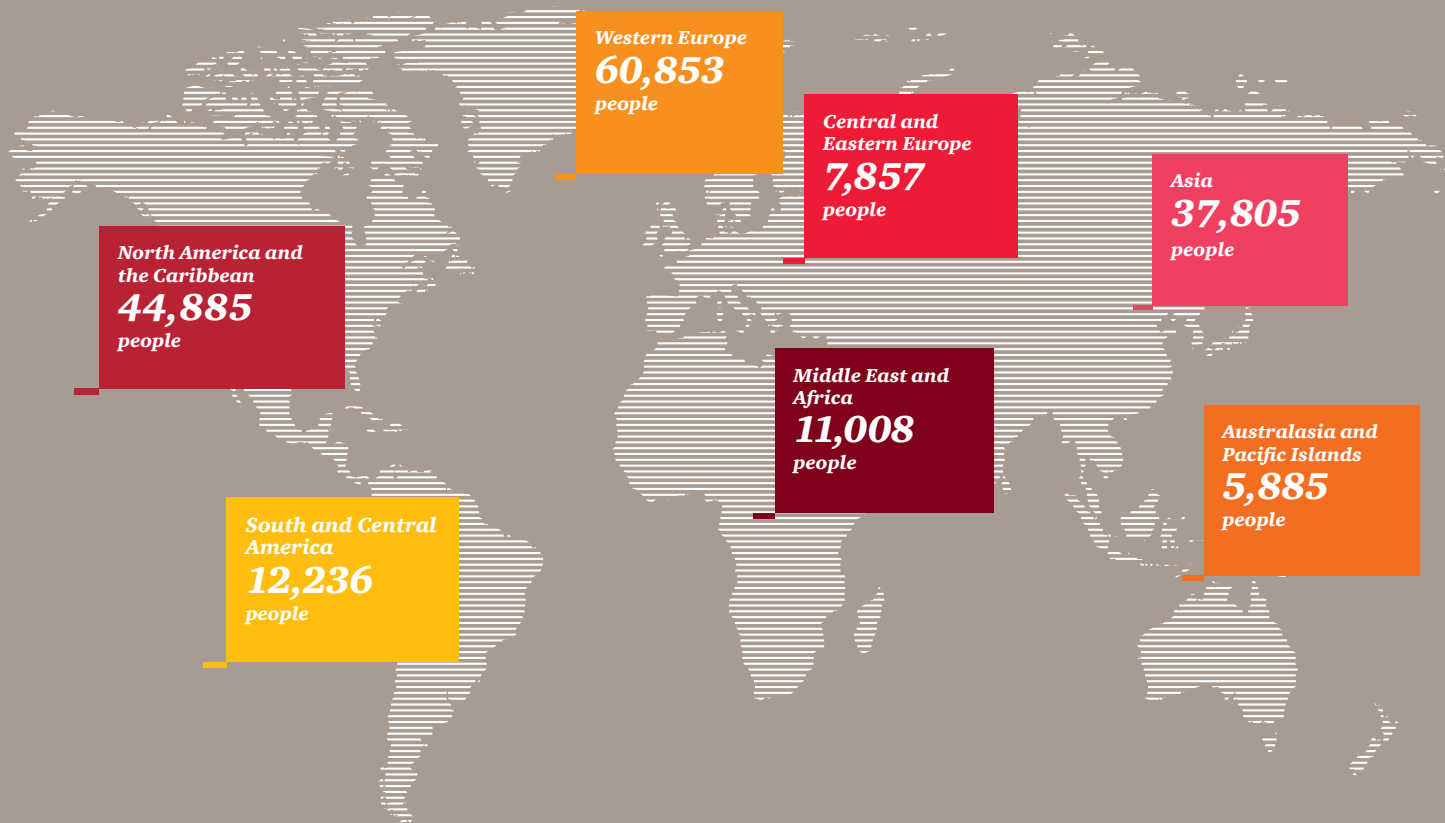 Western Europe
60,853
people
Central and
Eastern Europe
7,857
people
Asia
37,805
people
North America and
the Caribbean
44,885
people
Middle East and
Africa
11,008
people
Australasia and
Pacific Islands
5,885
people
South and Central
America
12,236
people